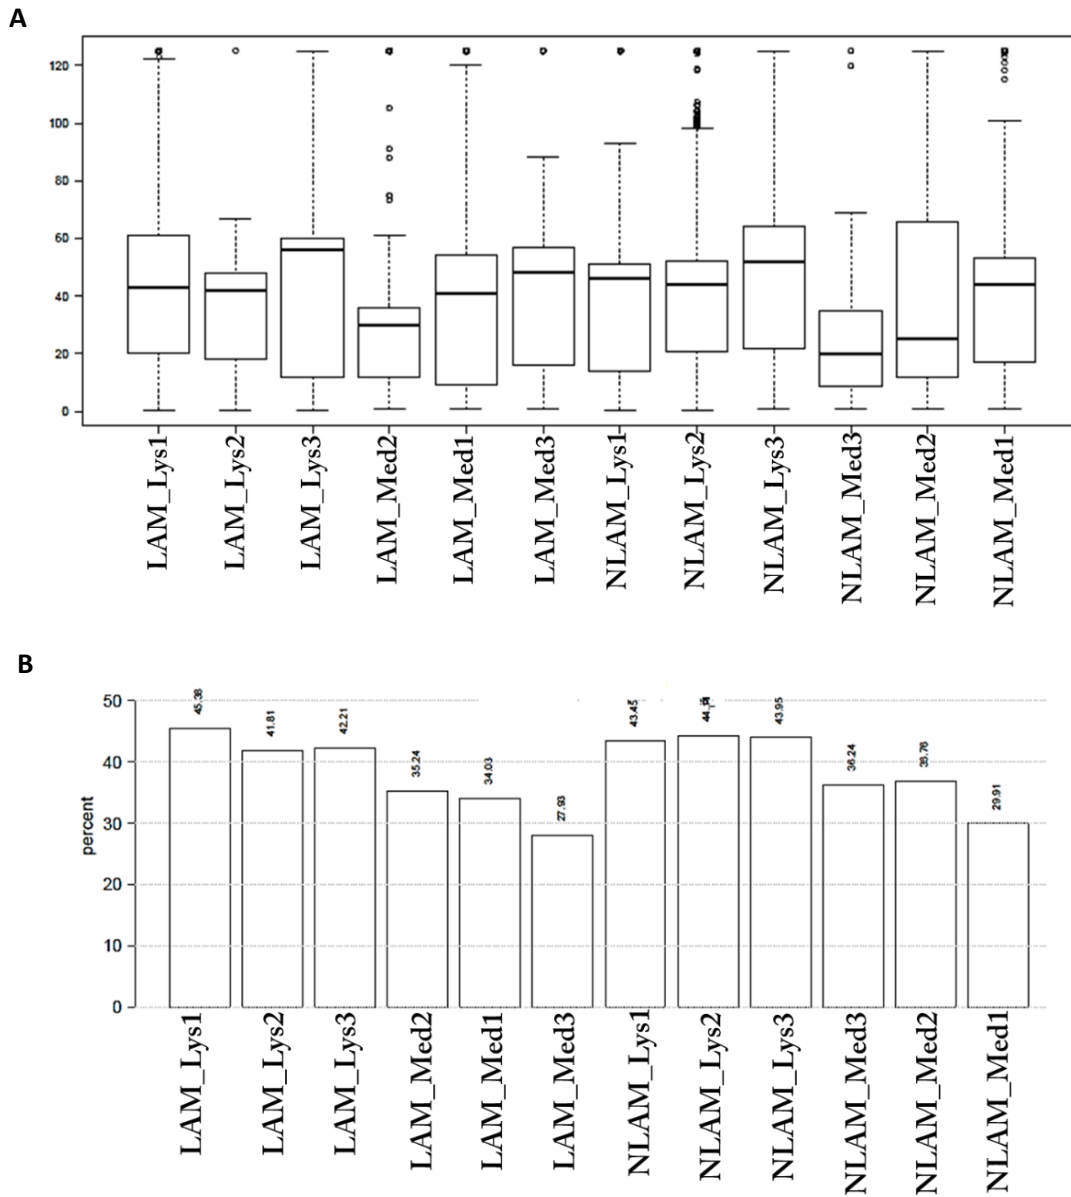 A
120
100
80
60
40
20
0
LAM_Lys1 LAM_Lys2 LAM_Lys3 LAM_Med2 LAM_Med1 LAM_Med3 NLAM_Lys1 NLAM_Lys2 NLAM_Lys3 NLAM_Med3 NLAM_Med2 NLAM_Med1
B
percent
50
40
30
20
10
0
45.38 41.81 42.21 35.24 34.03 27.93 43.45 43.95 36.24 29.91
LAM_Lys1 LAM_Lys2 LAM_Lys3 LAM_Med2 LAM_Med1 LAM_Med3 NLAM_Lys1 NLAM_Lys2 NLAM_Lys3 NLAM_Med3 NLAM_Med2 NLAM_Med1